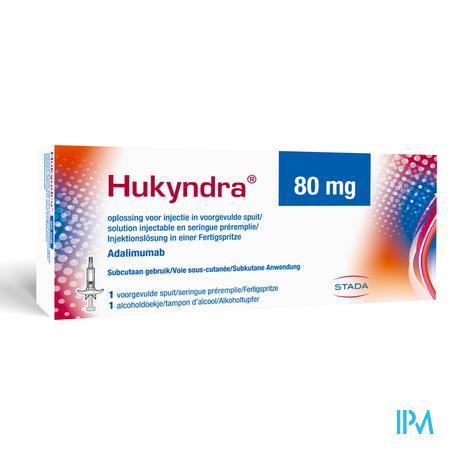 Hukyndra®
80 mg
oplossing voor injectie in voorgevulde spuit/
solution injectable en seringue préremplie/
Injektionslösung in einer Fertigspritze
Adalimumab
Subcutaan gebruik/Voie sous-cutanée/Subkutane Anwendung
1 voorgevulde spuit/seringue préremplie/Fertigspritze
1 alcoholdoekje/tampon d'alcool/Alkoholtupfer
STADA
Hukyndra®
IPM